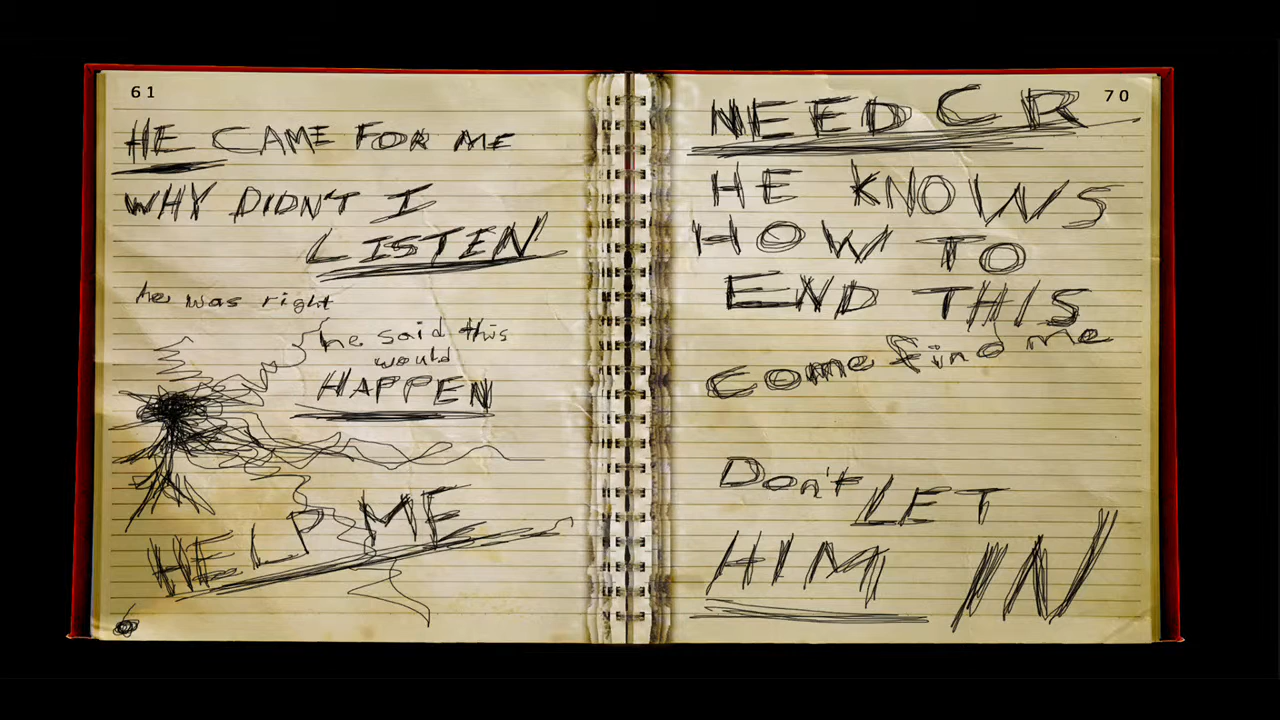 61
HE CAME FOR ME
WHY DIDN'T I
LISTEN
he was right
he said this
would
HAPPEN
HELP ME
70
NEED CR
HE KNOWS
HOW TO
END THIS
come find me
Don't LET
HIM IN